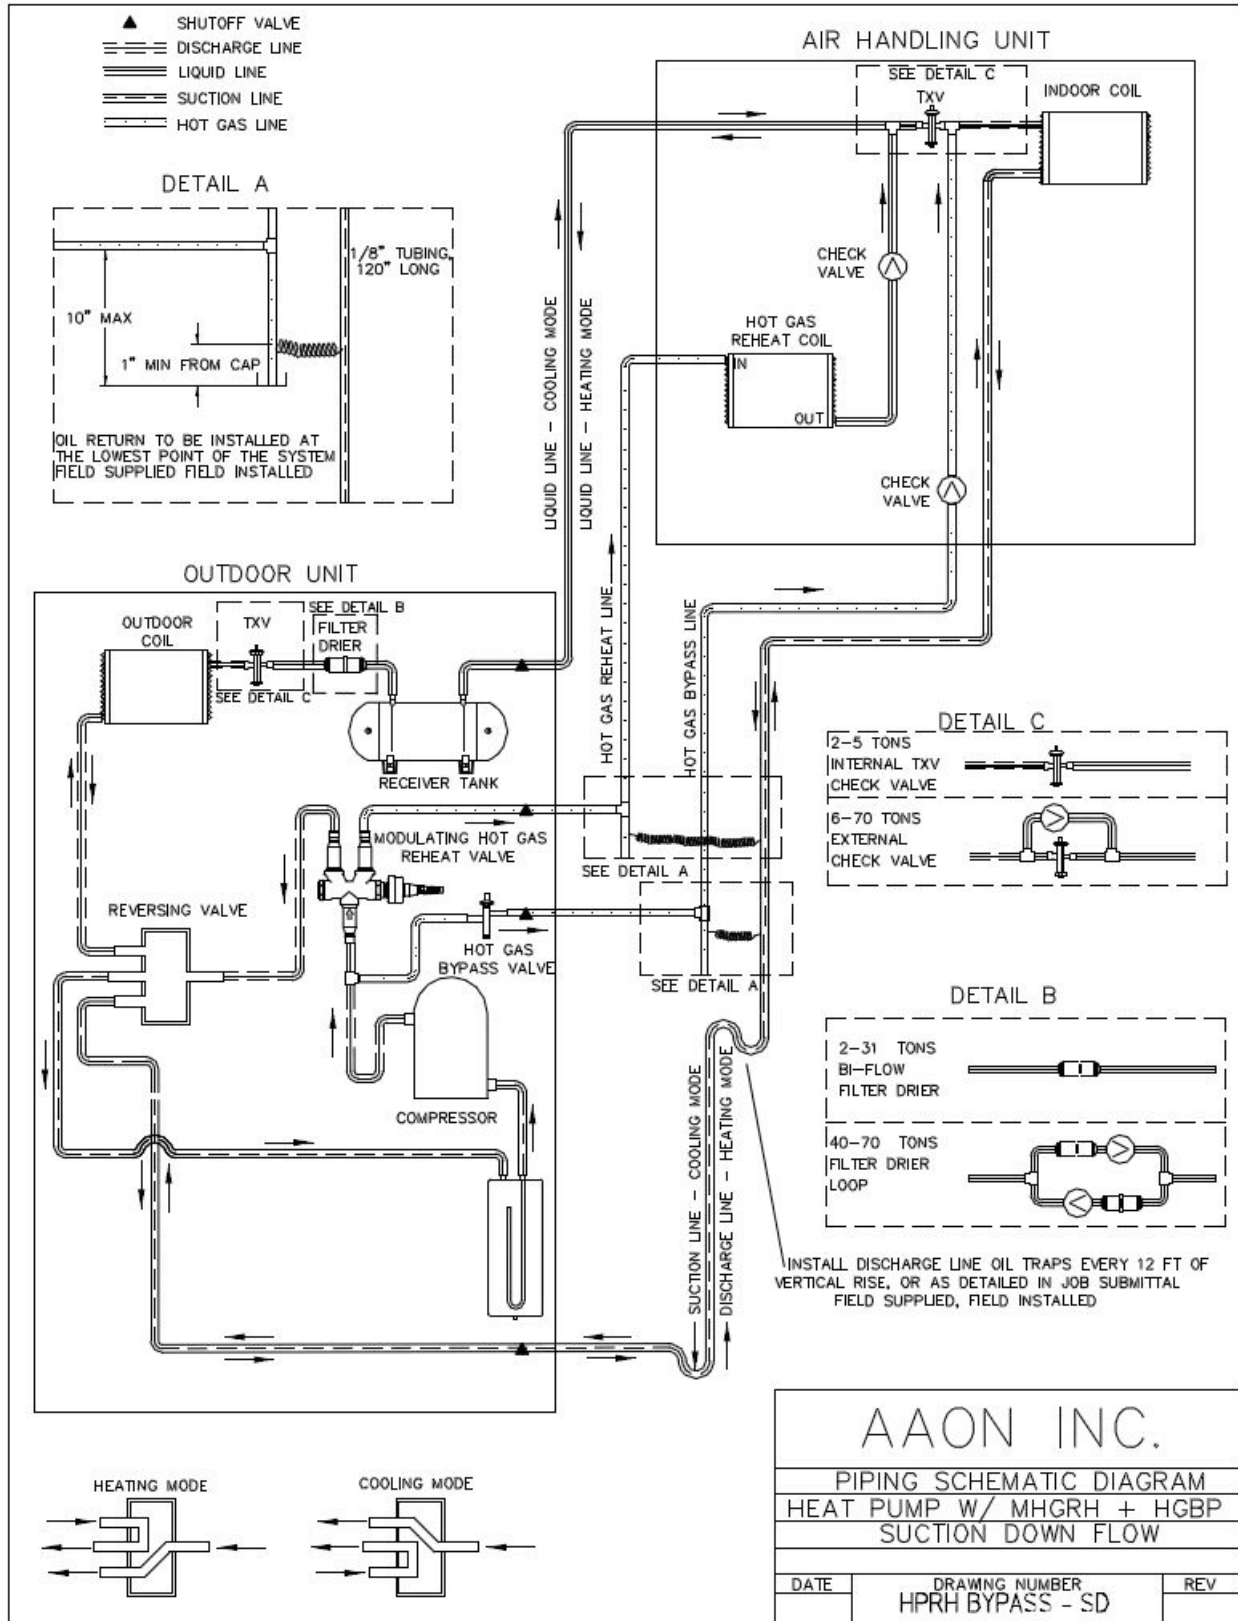 SHUTOFF VALVE
DISCHARGE LINE
LIQUID LINE
SUCTION LINE
HOT GAS LINE
DETAIL A
1/8" TUBING,
120" LONG
10" MAX
1" MIN FROM CAP
OIL RETURN TO BE INSTALLED AT
THE LOWEST POINT OF THE SYSTEM
FIELD SUPPLIED FIELD INSTALLED
AIR HANDLING UNIT
SEE DETAIL C
TXV
INDOOR COIL
CHECK
VALVE
HOT GAS
REHEAT COIL
IN
OUT
CHECK
VALVE
LIQUID LINE - COOLING MODE
LIQUID LINE - HEATING MODE
HOT GAS REHEAT LINE
HOT GAS BYPASS LINE
OUTDOOR UNIT
OUTDOOR
COIL
TXV
SEE DETAIL C
SEE DETAIL B
FILTER
DRIER
RECEIVER TANK
MODULATING HOT GAS
REHEAT VALVE
SEE DETAIL A
REVERSING VALVE
HOT GAS
BYPASS VALVE
SEE DETAIL A
COMPRESSOR
SUCTION LINE - COOLING MODE
DISCHARGE LINE - HEATING MODE
DETAIL C
2-5 TONS
INTERNAL TXV
CHECK VALVE
6-70 TONS
EXTERNAL
CHECK VALVE
DETAIL B
2-31 TONS
BI-FLOW
FILTER DRIER
40-70 TONS
FILTER DRIER
LOOP
INSTALL DISCHARGE LINE OIL TRAPS EVERY 12 FT OF
VERTICAL RISE, OR AS DETAILED IN JOB SUBMITTAL
FIELD SUPPLIED, FIELD INSTALLED
HEATING MODE
COOLING MODE
AAON INC.
PIPING SCHEMATIC DIAGRAM
HEAT PUMP W/ MHGRH + HGBP
SUCTION DOWN FLOW
DATE
DRAWING NUMBER
HPRH BYPASS - SD
REV